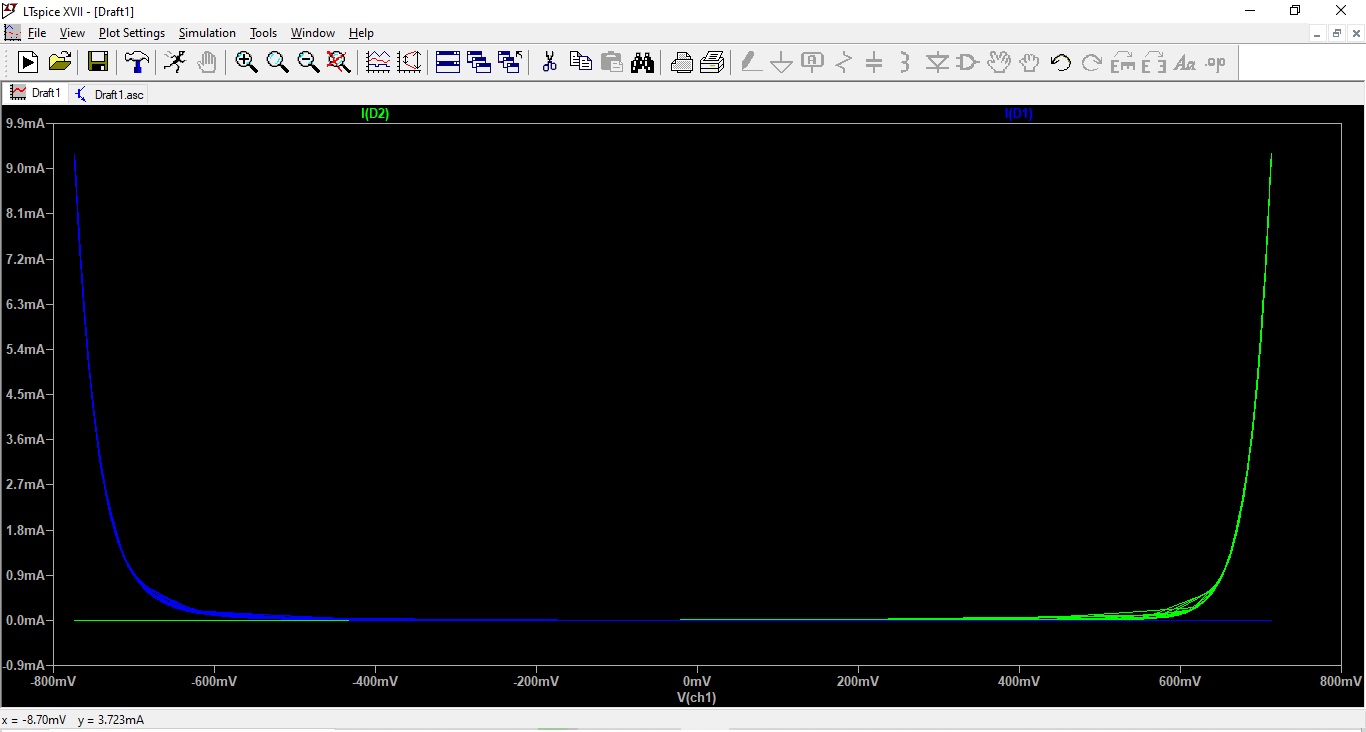 LTspice XVII - [Draft1]
File View Plot Settings Simulation Tools Window Help
Draft1 Draft1.asc
I(D2) I(D1)
9.9mA
9.0mA
8.1mA
7.2mA
6.3mA
5.4mA
4.5mA
3.6mA
2.7mA
1.8mA
0.9mA
0.0mA
-0.9mA
-800mV -600mV -400mV -200mV 0mV 200mV 400mV 600mV 800mV
V(ch1)
x = -8.70mV y = 3.723mA